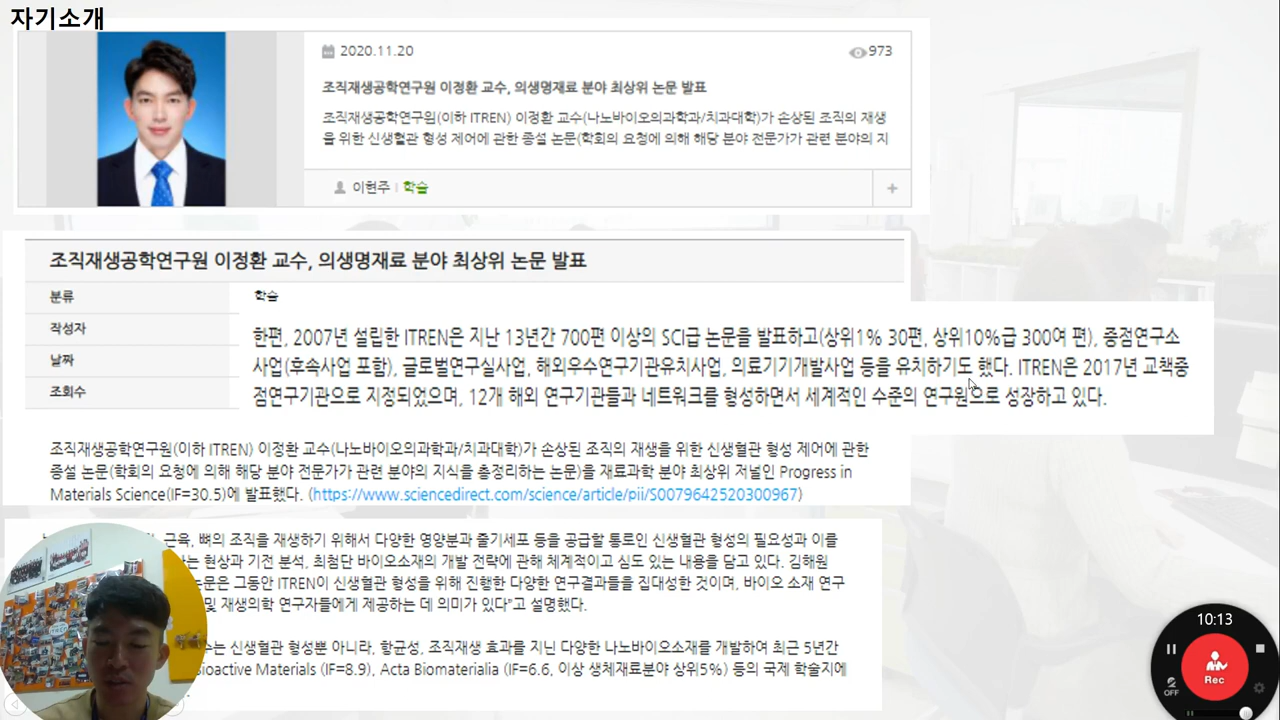 자기소개
2020.11.20
973
조직재생공학연구원 이정환 교수, 의생명재료 분야 최상위 논문 발표
조직재생공학연구원(이하 ITREN) 이정환 교수(나노바이오의과학과/치과대학)가 손상된 조직의 재생
을 위한 신생혈관 형성 제어에 관한 종설 논문(학회의 요청에 의해 해당 분야 전문가가 관련 분야의 지
이현주 | 학술
+
조직재생공학연구원 이정환 교수, 의생명재료 분야 최상위 논문 발표
분류
학술
작성자
날짜
조회수
한편, 2007년 설립한 ITREN은 지난 13년간 700편 이상의 SCI급 논문을 발표하고(상위1% 30편, 상위10%급 300여 편), 중점연구소
사업(후속사업 포함), 글로벌연구실사업, 해외우수연구기관유치사업, 의료기기개발사업 등을 유치하기도 했다. ITREN은 2017년 교책중
점연구기관으로 지정되었으며, 12개 해외 연구기관들과 네트워크를 형성하면서 세계적인 수준의 연구원으로 성장하고 있다.
조직재생공학연구원(이하 ITREN) 이정환 교수(나노바이오의과학과/치과대학)가 손상된 조직의 재생을 위한 신생혈관 형성 제어에 관한
종설 논문(학회의 요청에 의해 해당 분야 전문가가 관련 분야의 지식을 총정리하는 논문)을 재료과학 분야 최상위 저널인 Progress in
Materials Science(IF=30.5)에 발표했다. (https://www.sciencedirect.com/science/article/pii/S0079642520300967)
근육, 뼈의 조직을 재생하기 위해서 다양한 영양분과 줄기세포 등을 공급할 통로인 신생혈관 형성의 필요성과 이를
하는 현상과 기전 분석, 최첨단 바이오소재의 개발 전략에 관해 체계적이고 심도 있는 내용을 담고 있다. 김해원
논문은 그동안 ITREN이 신생혈관 형성을 위해 진행한 다양한 연구결과들을 집대성한 것이며, 바이오 소재 연구
및 재생의학 연구자들에게 제공하는 데 의미가 있다"고 설명했다.
수는 신생혈관 형성뿐 아니라, 항균성, 조직재생 효과를 지닌 다양한 나노바이오소재를 개발하여 최근 5년간
Bioactive Materials (IF=8.9), Acta Biomaterialia (IF=6.6, 이상 생체재료분야 상위5%) 등의 국제 학술지에
10:13
Rec
OFF